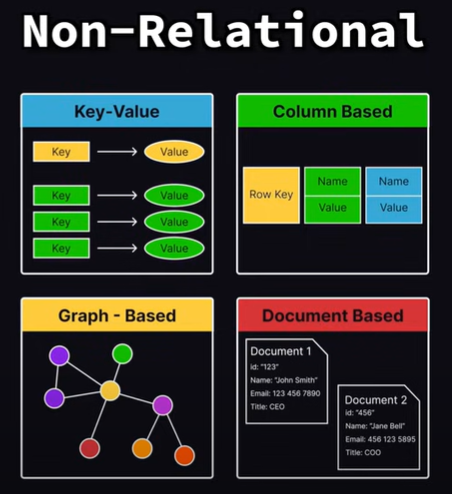 Non-Relational
Key-Value
Key
Value
Key
Value
Key
Value
Key
Value
Column Based
Row Key
Name
Name
Value
Value
Graph - Based
Document Based
Document 1
id: "123"
Name: "John Smith"
Email: 123 456 7890
Title: CEO
Document 2
id: "456"
Name: "Jane Bell"
Email: 456 123 5895
Title: COO